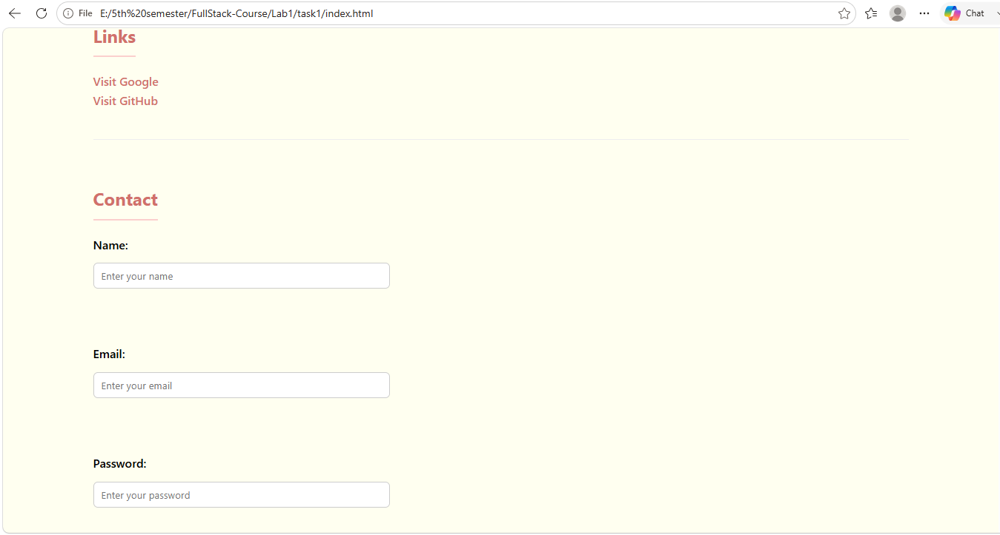 File E:/5th%20semester/FullStack-Course/Lab1/task1/index.html Chat
Links
Visit Google
Visit GitHub
Contact
Name:
Enter your name
Email:
Enter your email
Password:
Enter your password